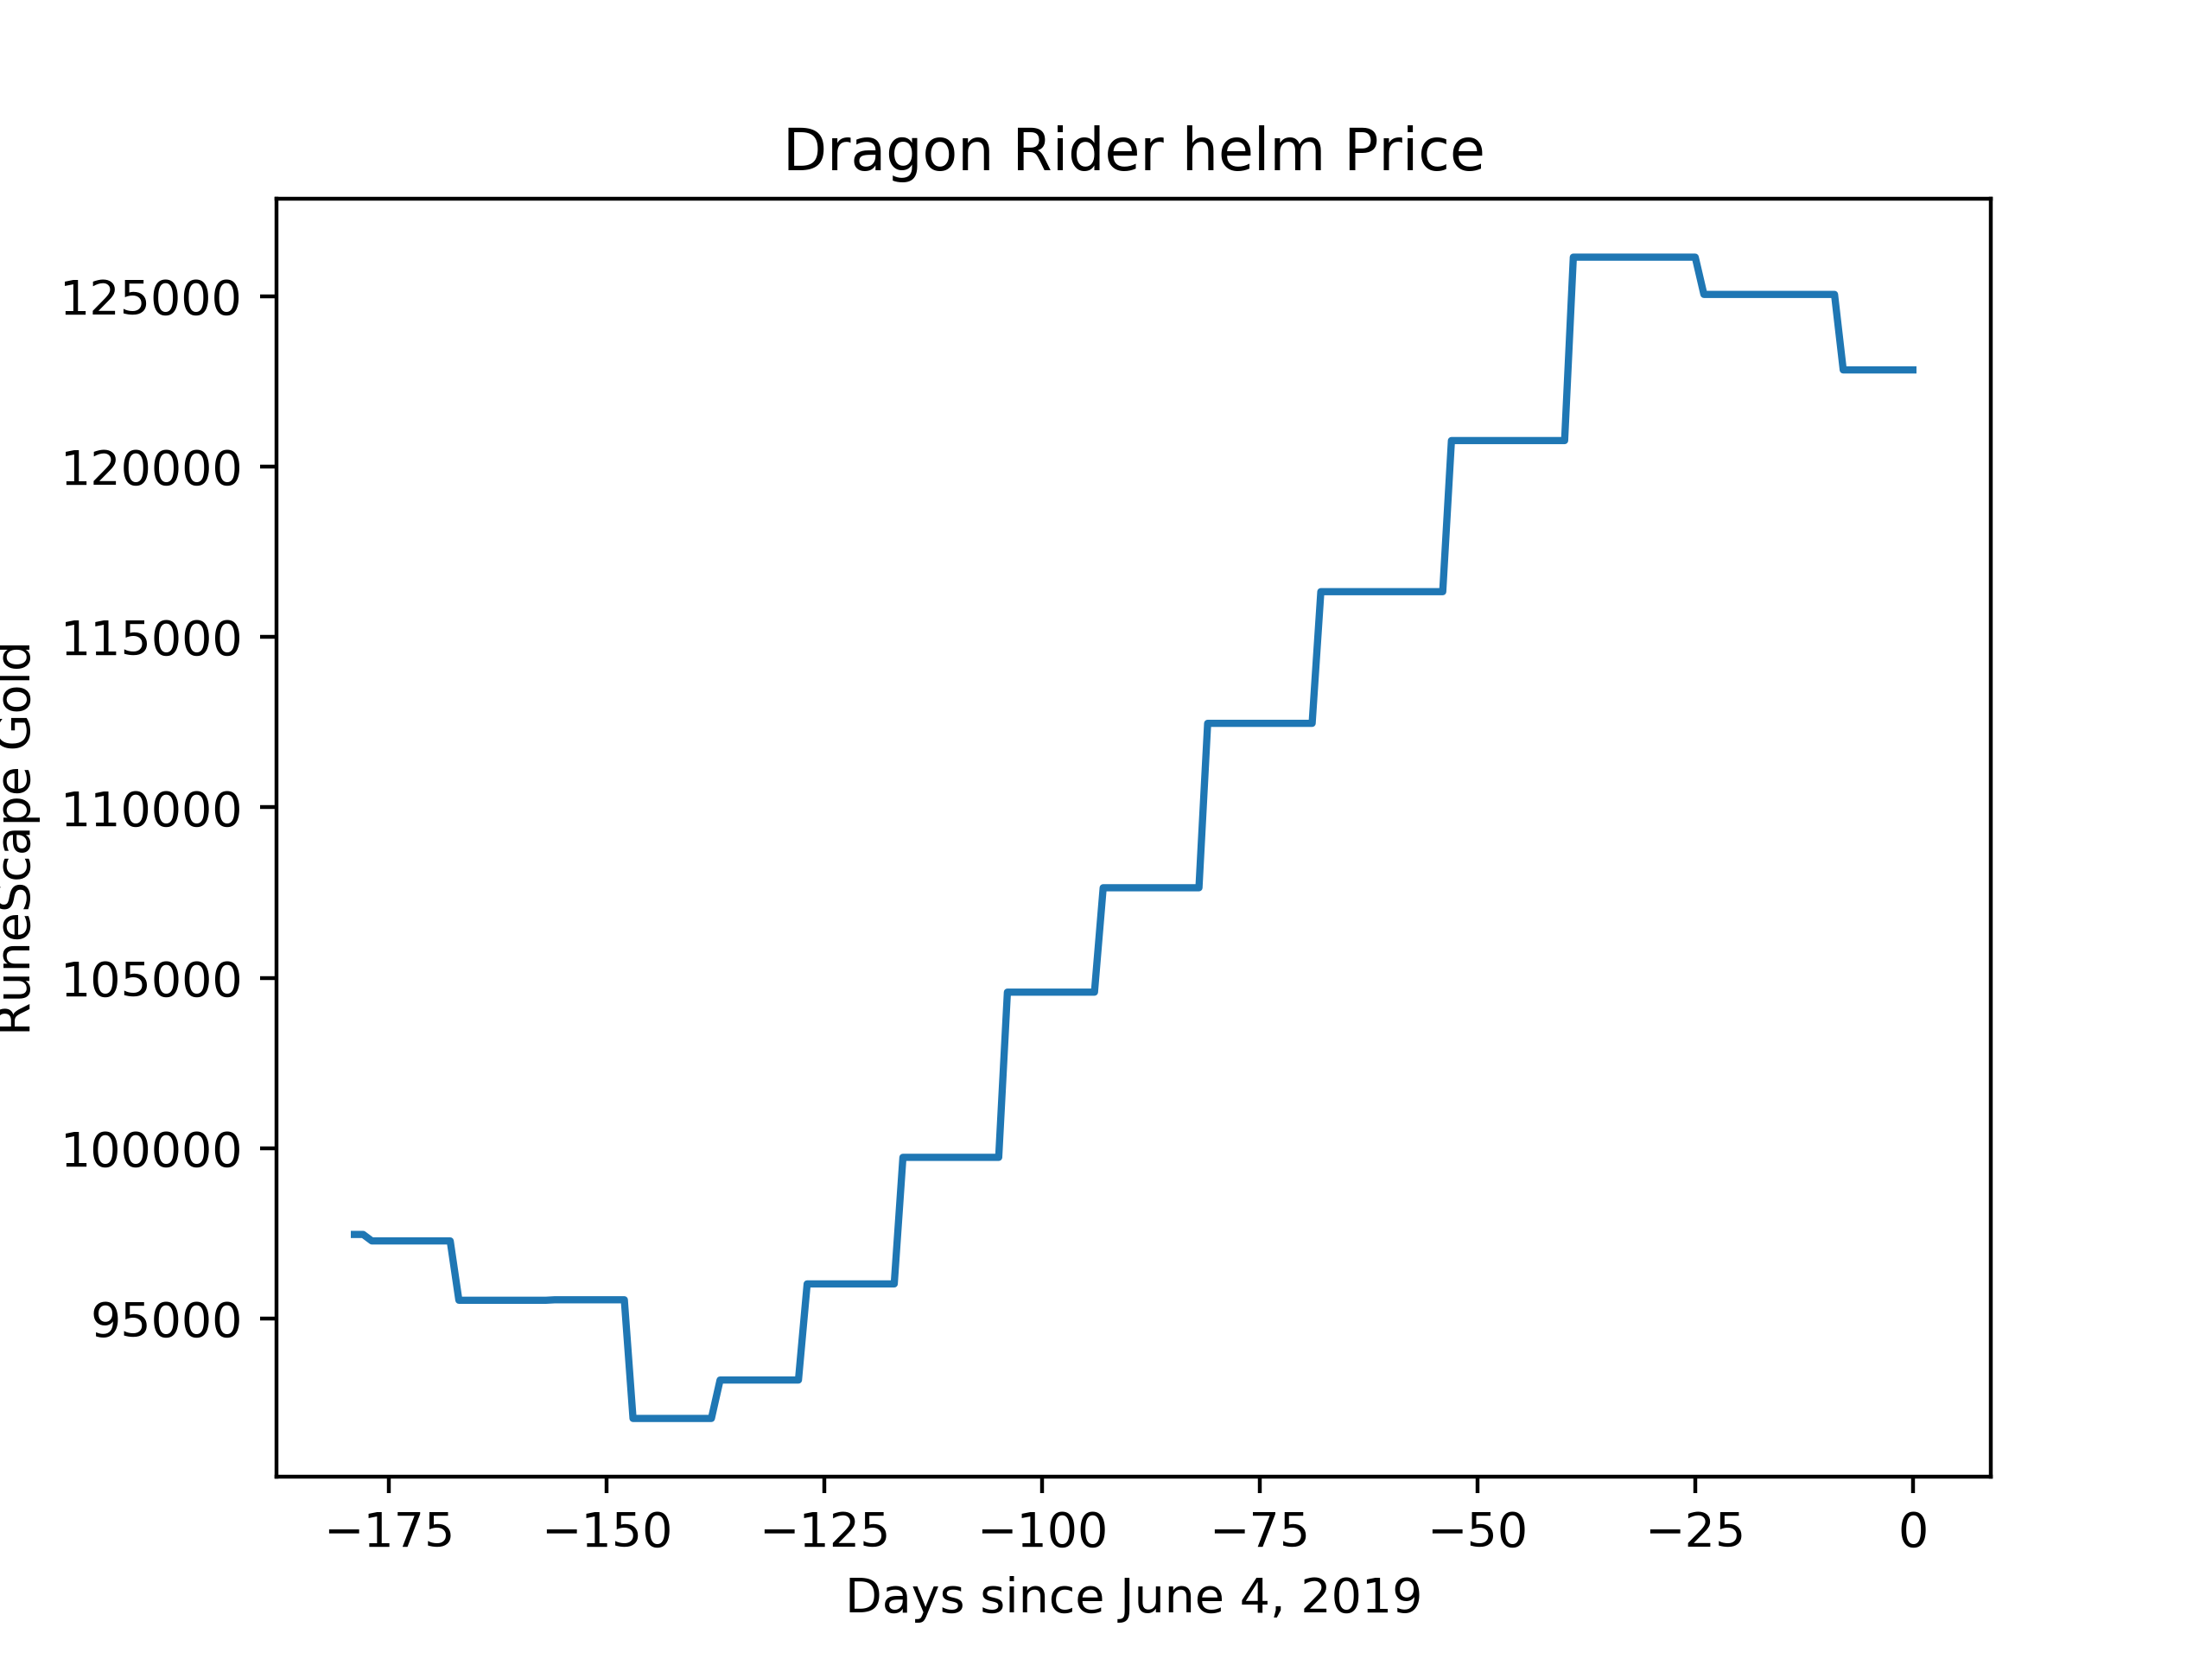 Dragon Rider helm Price
RuneScape Gold
125000
120000
115000
110000
105000
100000
95000
−175 −150 −125 −100 −75 −50 −25 0
Days since June 4, 2019